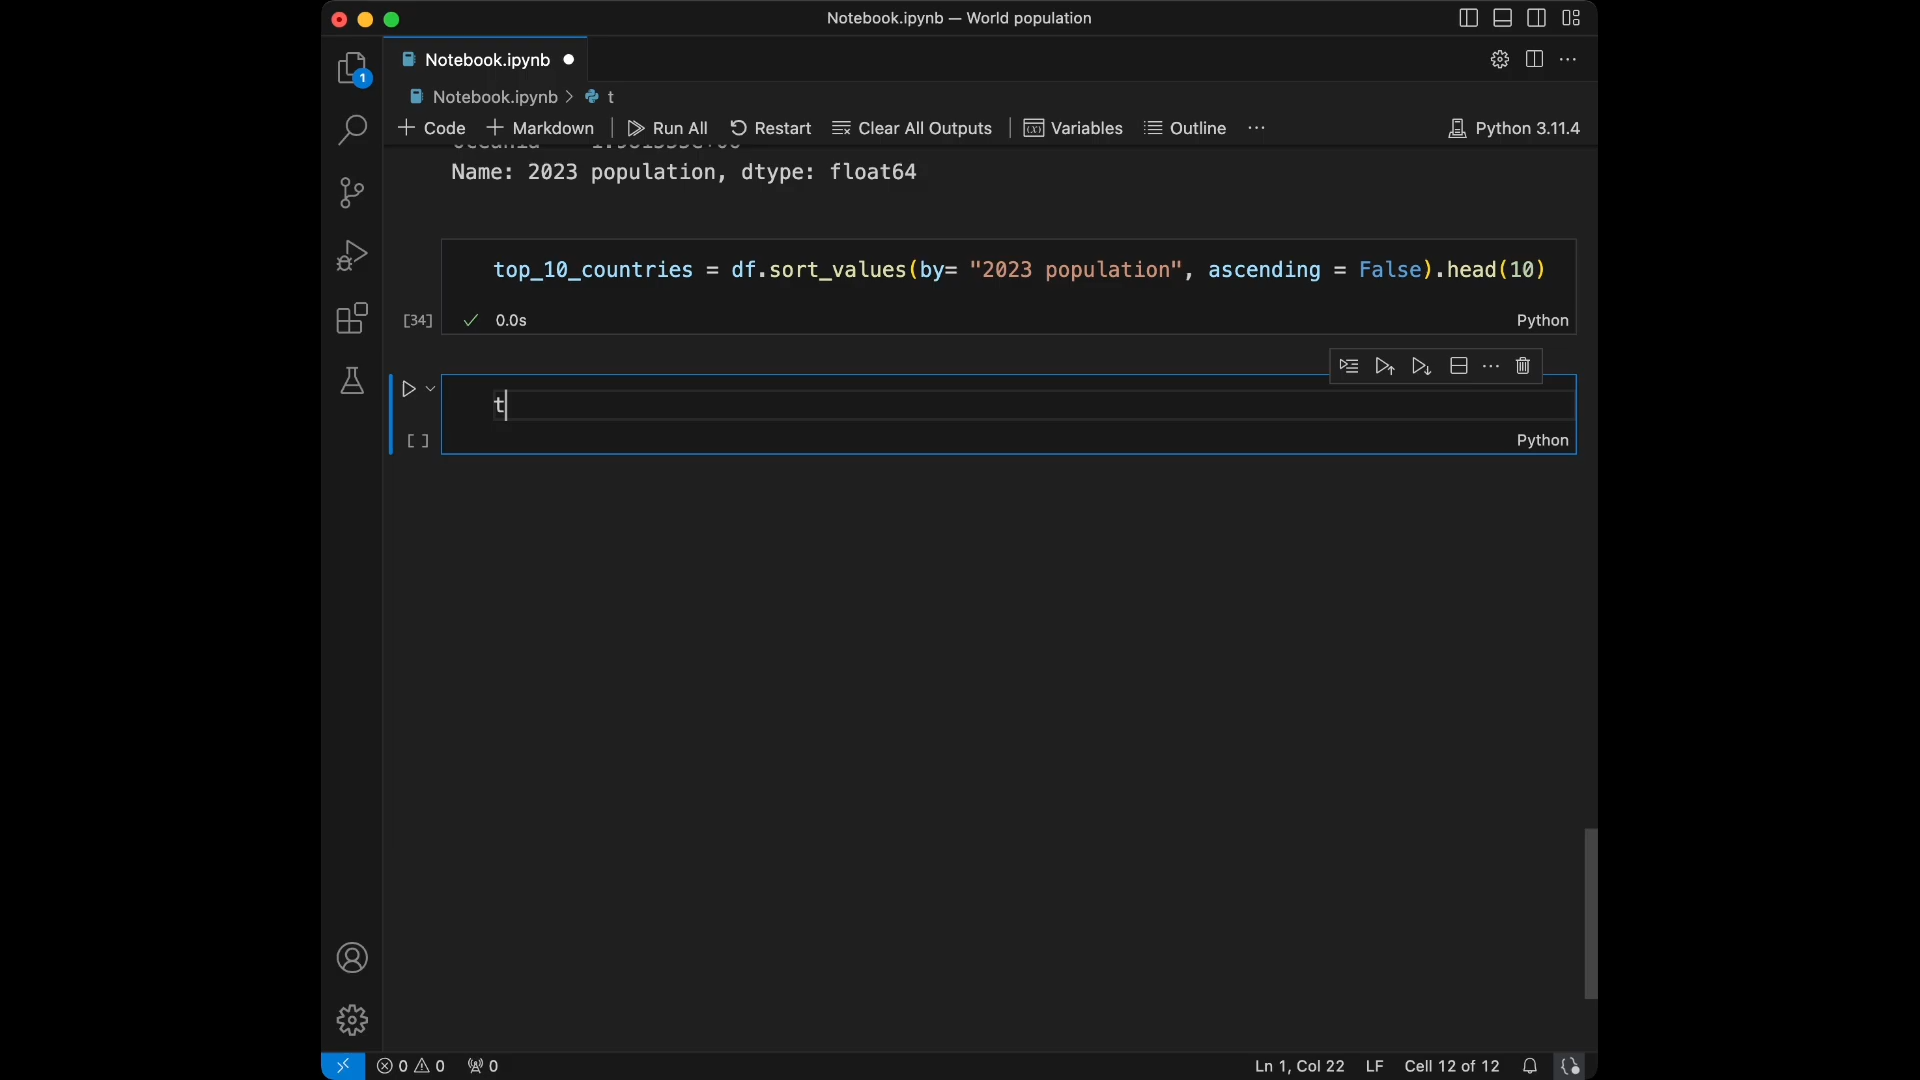 Notebook.ipynb — World population
1
Notebook.ipynb
Notebook.ipynb > t
Code Markdown Run All Restart Clear All Outputs Variables Outline ··· Python 3.11.4
Name: 2023 population, dtype: float64
top_10_countries = df.sort_values(by= "2023 population", ascending = False).head(10)
[34] 0.0s Python
t
[ ] Python
0 0 0 Ln 1, Col 22 LF Cell 12 of 12